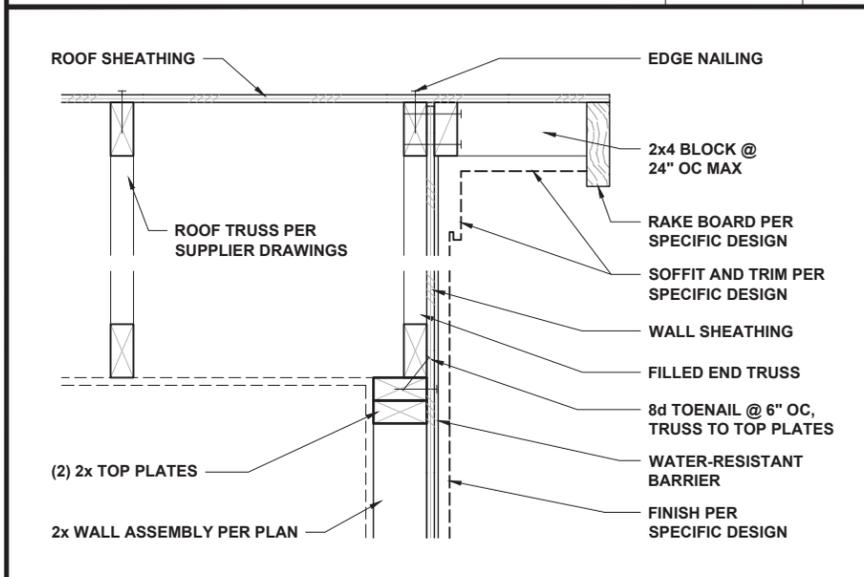 ROOF SHEATHING
EDGE NAILING
2x4 BLOCK @
24" OC MAX
ROOF TRUSS PER
SUPPLIER DRAWINGS
RAKE BOARD PER
SPECIFIC DESIGN
SOFFIT AND TRIM PER
SPECIFIC DESIGN
WALL SHEATHING
FILLED END TRUSS
8d TOENAIL @ 6" OC,
TRUSS TO TOP PLATES
(2) 2x TOP PLATES
WATER-RESISTANT
BARRIER
2x WALL ASSEMBLY PER PLAN
FINISH PER
SPECIFIC DESIGN